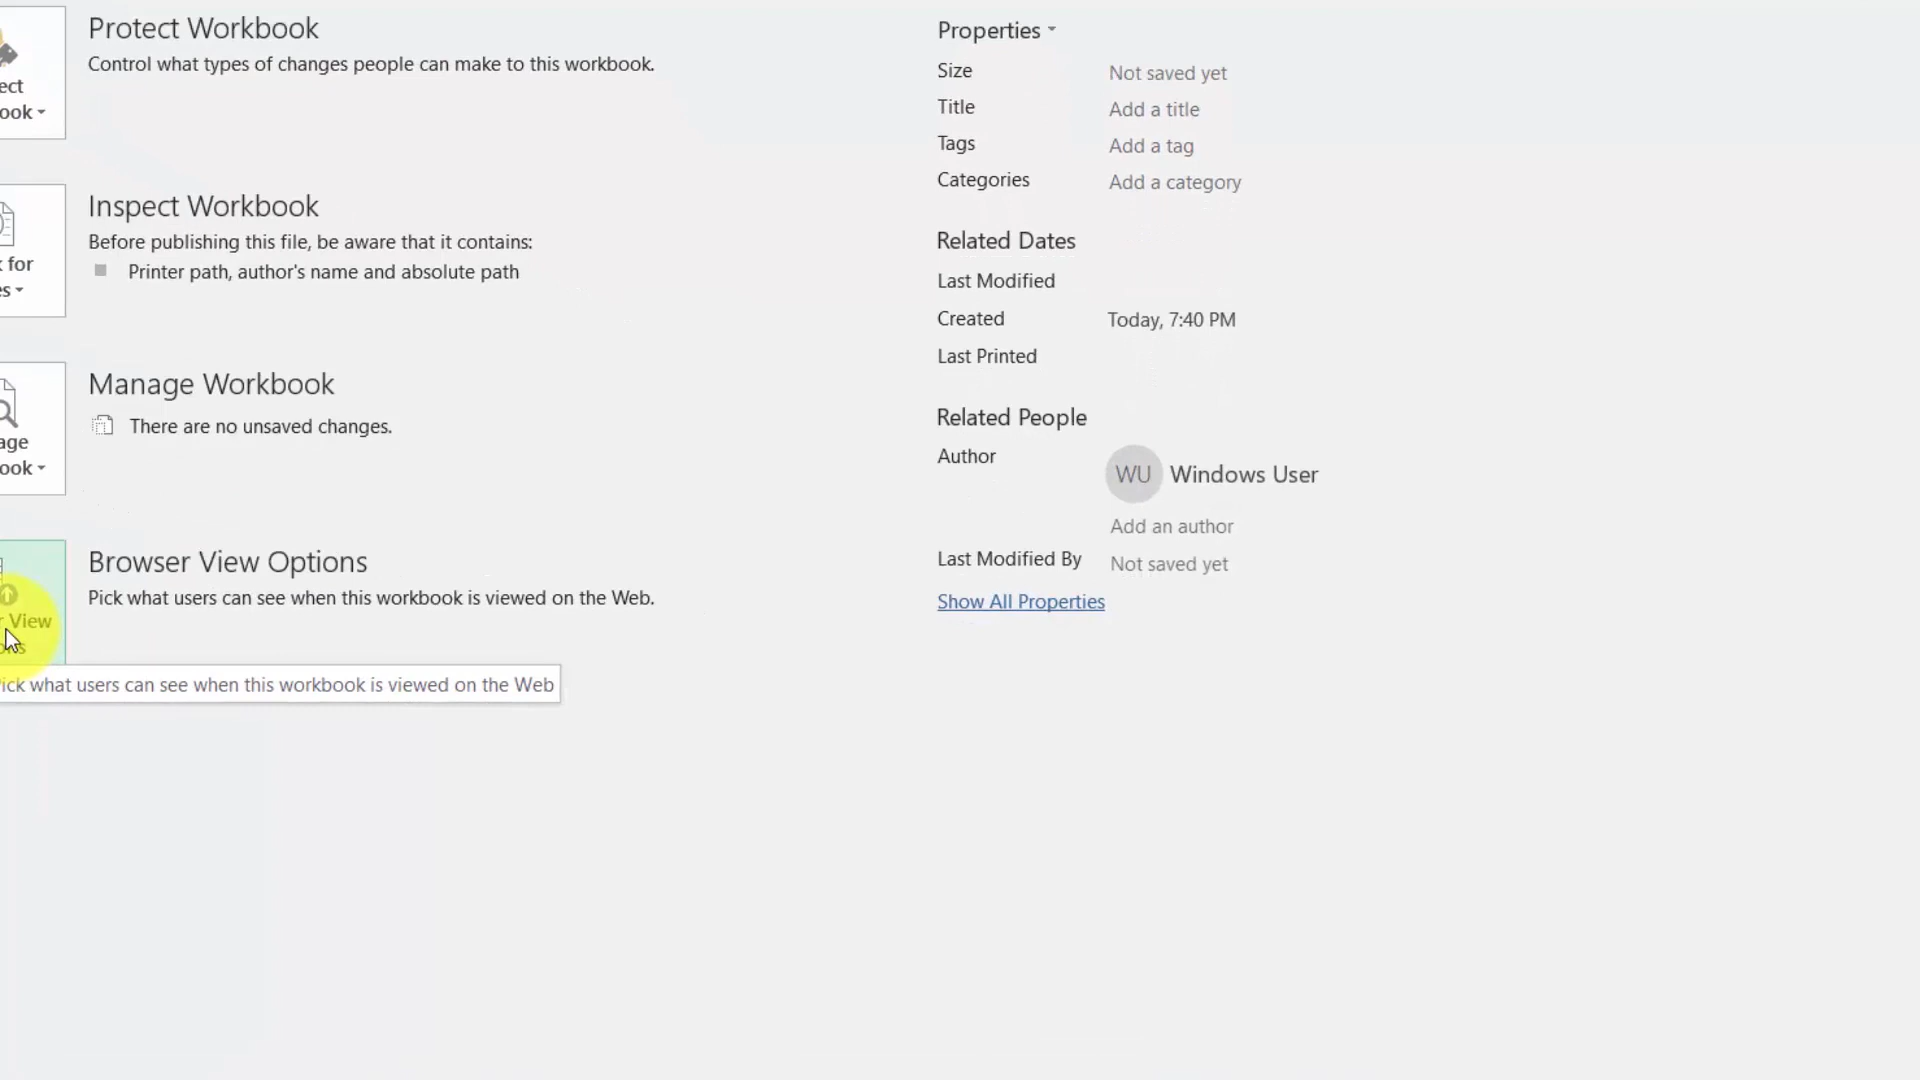 Protect Workbook
Control what types of changes people can make to this workbook.
ect
ook
Inspect Workbook
Before publishing this file, be aware that it contains:
Printer path, author's name and absolute path
for
es
Manage Workbook
There are no unsaved changes.
age
ook
Browser View Options
Pick what users can see when this workbook is viewed on the Web.
r View
ick what users can see when this workbook is viewed on the Web
Properties
Size Not saved yet
Title Add a title
Tags Add a tag
Categories Add a category
Related Dates
Last Modified
Created Today, 7:40 PM
Last Printed
Related People
Author
WU Windows User
Add an author
Last Modified By Not saved yet
Show All Properties